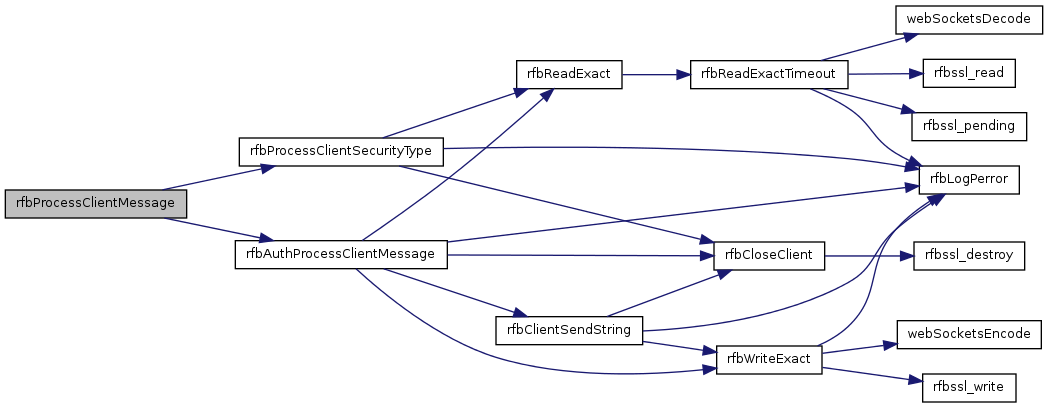 webSocketsDecode
rfbReadExact
rfbReadExactTimeout
rfbssl_read
rfbssl_pending
rfbProcessClientSecurityType
rfbLogPerror
rfbProcessClientMessage
rfbAuthProcessClientMessage
rfbCloseClient
rfbssl_destroy
rfbClientSendString
webSocketsEncode
rfbWriteExact
rfbssl_write